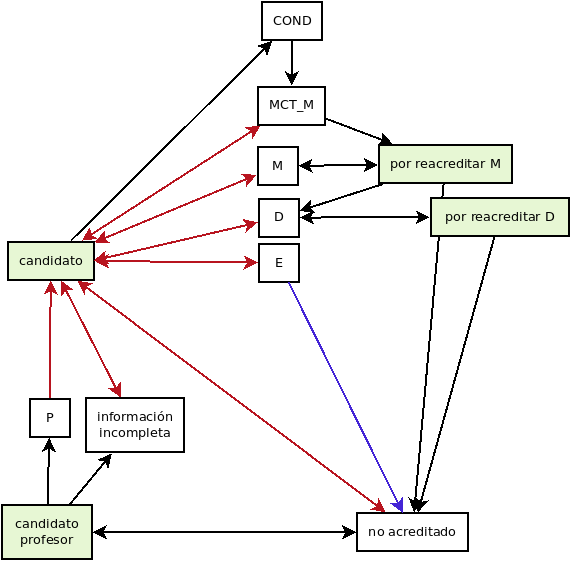 COND
MCT_M
por reacreditar M
M
D
por reacreditar D
candidato
E
P
información
incompleta
candidato
profesor
no acreditado